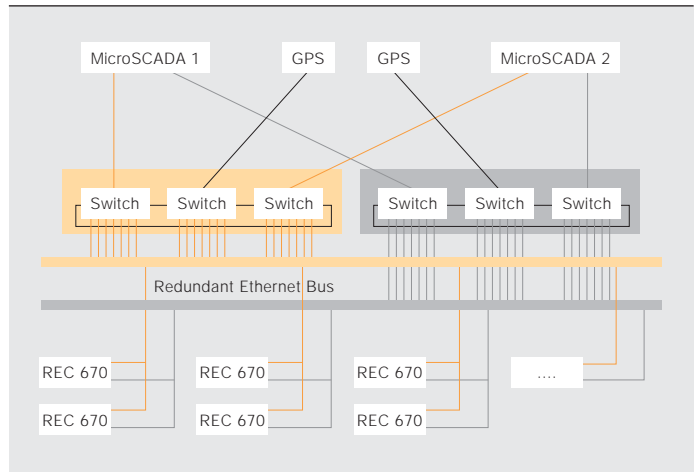 MicroSCADA 1 GPS GPS MicroSCADA 2
Switch Switch Switch Switch Switch Switch
Redundant Ethernet Bus
REC 670 REC 670 REC 670 ....
REC 670 REC 670 REC 670